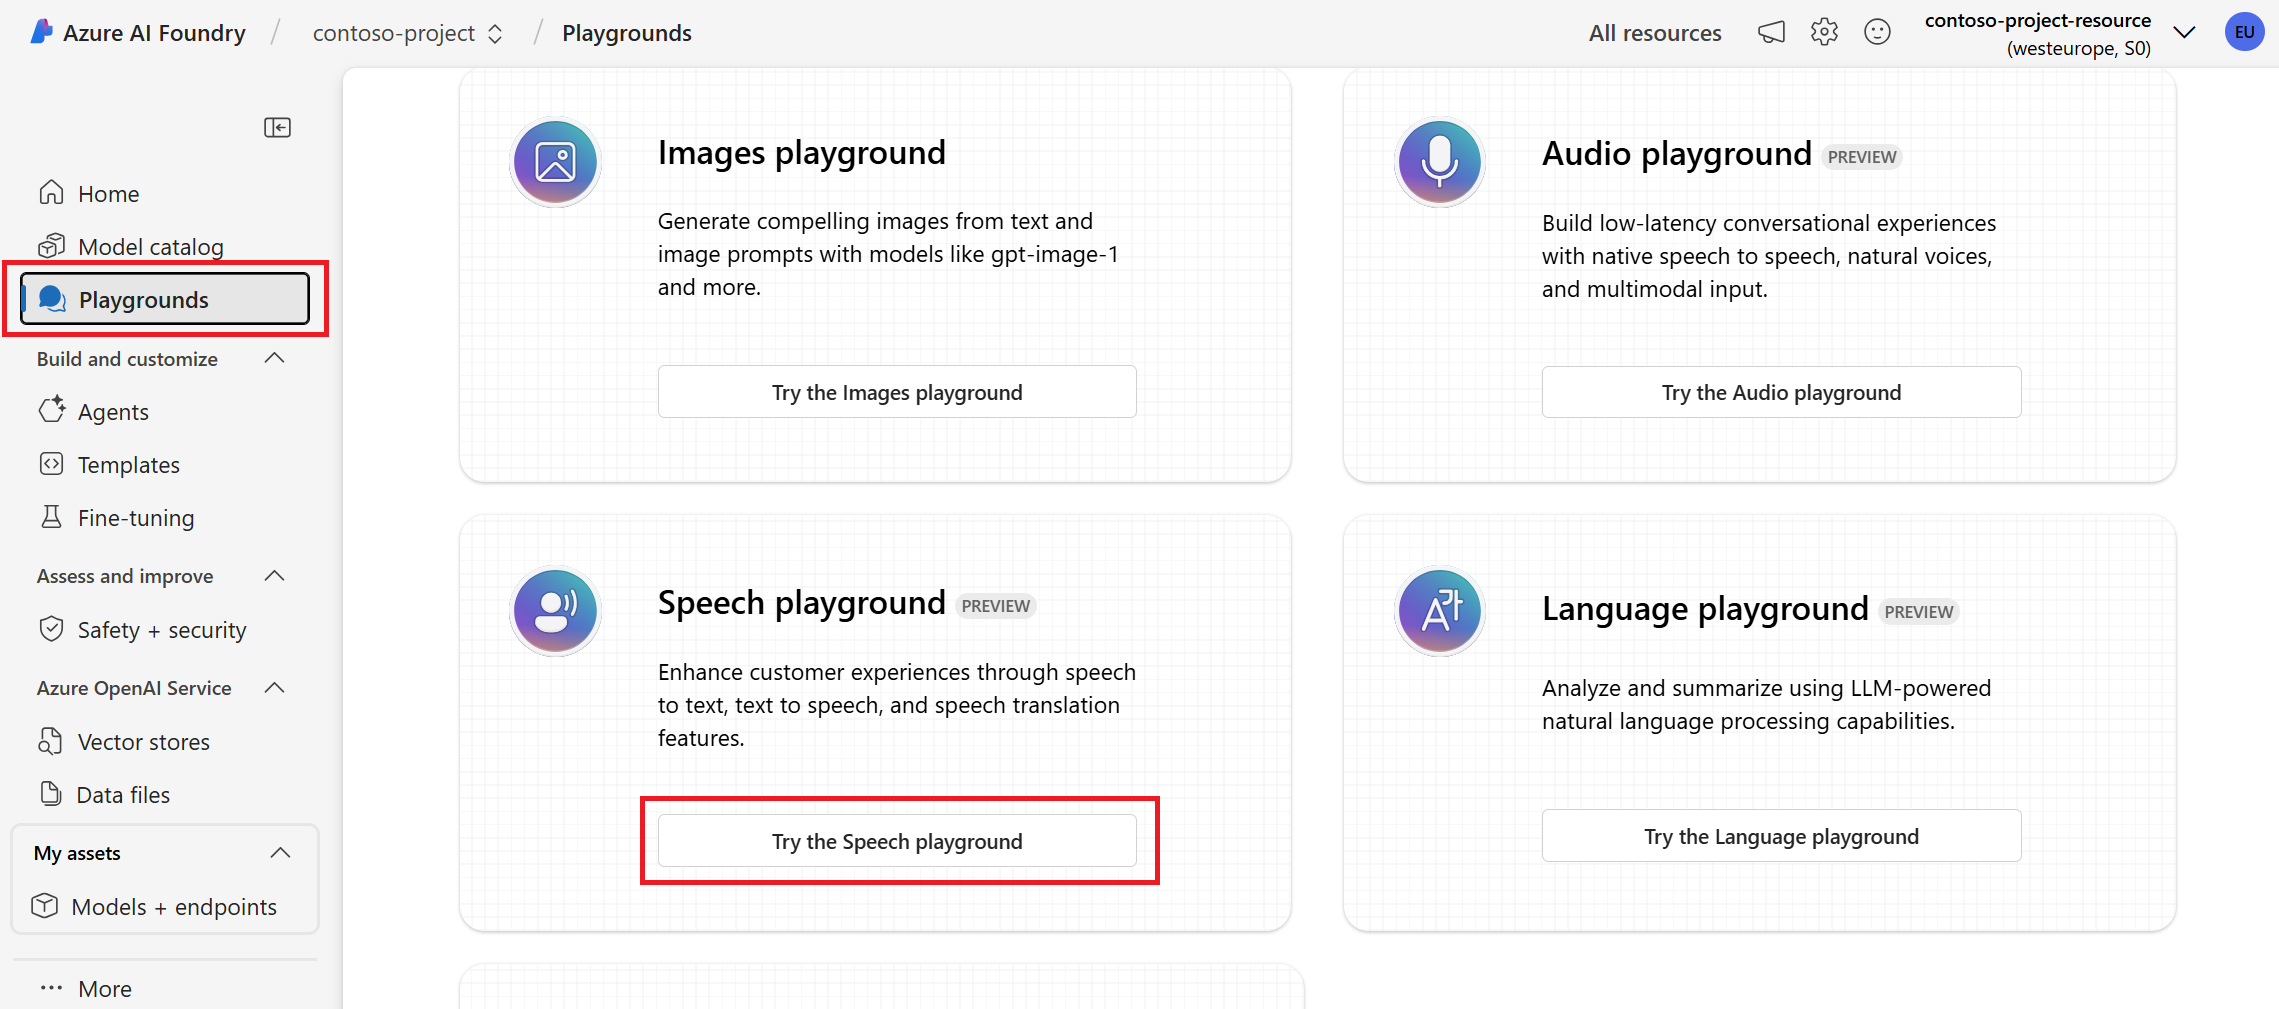 Azure AI Foundry / contoso-project / Playgrounds
All resources
contoso-project-resource
(westeurope, S0)
EU
Home
Model catalog
Playgrounds
Build and customize
Agents
Templates
Fine-tuning
Assess and improve
Safety + security
Azure OpenAI Service
Vector stores
Data files
My assets
Models + endpoints
More
Images playground
Generate compelling images from text and
image prompts with models like gpt-image-1
and more.
Try the Images playground
Audio playground PREVIEW
Build low-latency conversational experiences
with native speech to speech, natural voices,
and multimodal input.
Try the Audio playground
Speech playground PREVIEW
Enhance customer experiences through speech
to text, text to speech, and speech translation
features.
Try the Speech playground
Language playground PREVIEW
Analyze and summarize using LLM-powered
natural language processing capabilities.
Try the Language playground